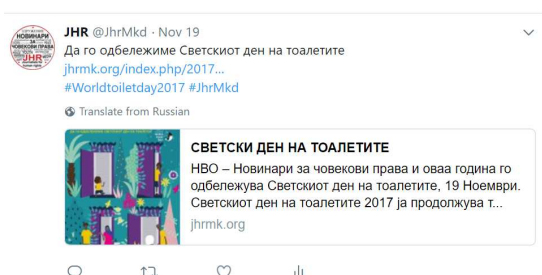 JHR @JhrMkd · Nov 19
Да го одбележиме Светскиот ден на тоалетите
jhrmk.org/index.php/2017...
#Worldtoiletday2017 #JhrMkd
Translate from Russian
СВЕТСКИ ДЕН НА ТОАЛЕТИТЕ
НВО – Новинари за човекови права и оваа година го
одбележува Светскиот ден на тоалетите, 19 Ноември.
Светскиот ден на тоалетите 2017 ја продолжува т...
jhrmk.org
НОВИНАРИ
ЗА
ЧОВЕКОВИ ПРАВА
JHR